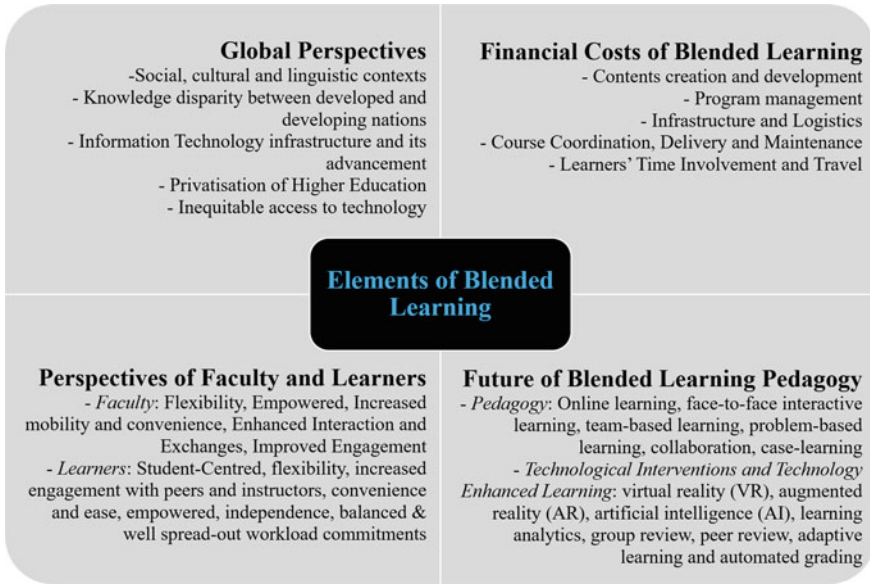 Global Perspectives
-Social, cultural and linguistic contexts
- Knowledge disparity between developed and
developing nations
- Information Technology infrastructure and its
advancement
- Privatisation of Higher Education
- Inequitable access to technology
Financial Costs of Blended Learning
- Contents creation and development
- Program management
- Infrastructure and Logistics
- Course Coordination, Delivery and Maintenance
- Learners' Time Involvement and Travel
Elements of Blended
Learning
Perspectives of Faculty and Learners
- Faculty: Flexibility, Empowered, Increased
mobility and convenience, Enhanced Interaction and
Exchanges, Improved Engagement
- Learners: Student-Centred, flexibility, increased
engagement with peers and instructors, convenience
and ease, empowered, independence, balanced &
well spread-out workload commitments
Future of Blended Learning Pedagogy
- Pedagogy: Online learning, face-to-face interactive
learning, team-based learning, problem-based
learning, collaboration, case-learning
- Technological Interventions and Technology
Enhanced Learning: virtual reality (VR), augmented
reality (AR), artificial intelligence (AI), learning
analytics, group review, peer review, adaptive
learning and automated grading